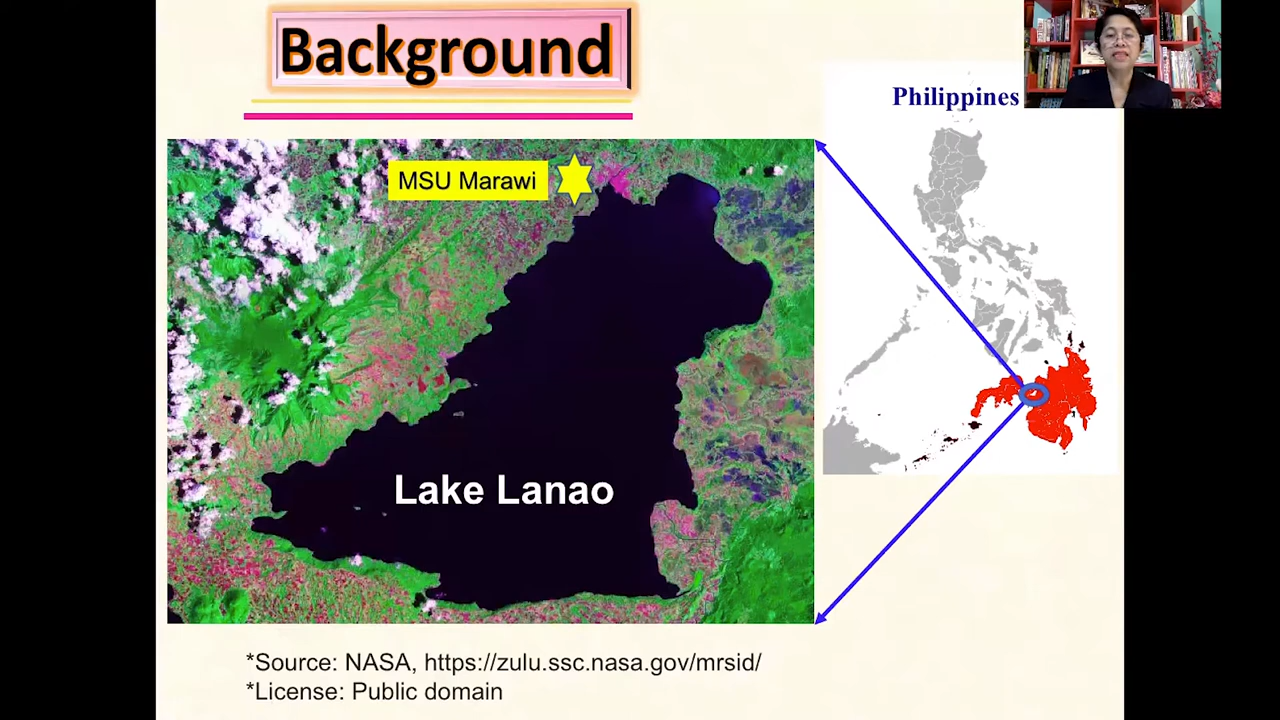 Background
Philippines
MSU Marawi
Lake Lanao
*Source: NASA, https://zulu.ssc.nasa.gov/mrsid/
*License: Public domain